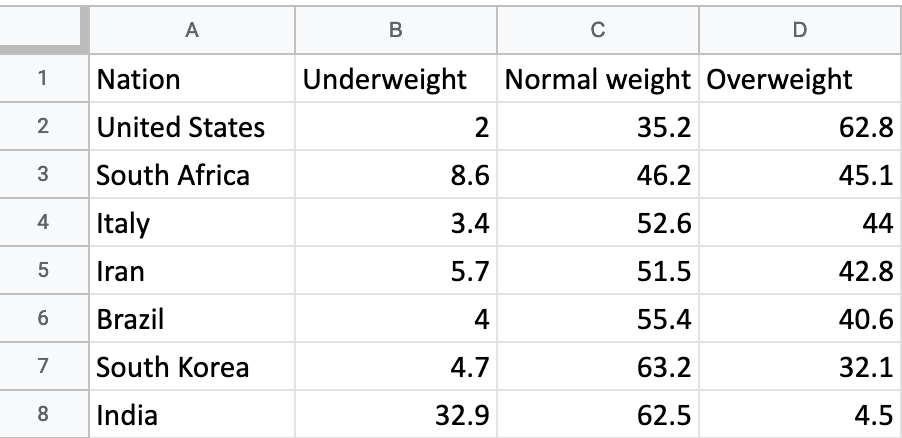 A B C D
1 Nation Underweight Normal weight Overweight
2 United States 2 35.2 62.8
3 South Africa 8.6 46.2 45.1
4 Italy 3.4 52.6 44
5 Iran 5.7 51.5 42.8
6 Brazil 4 55.4 40.6
7 South Korea 4.7 63.2 32.1
8 India 32.9 62.5 4.5